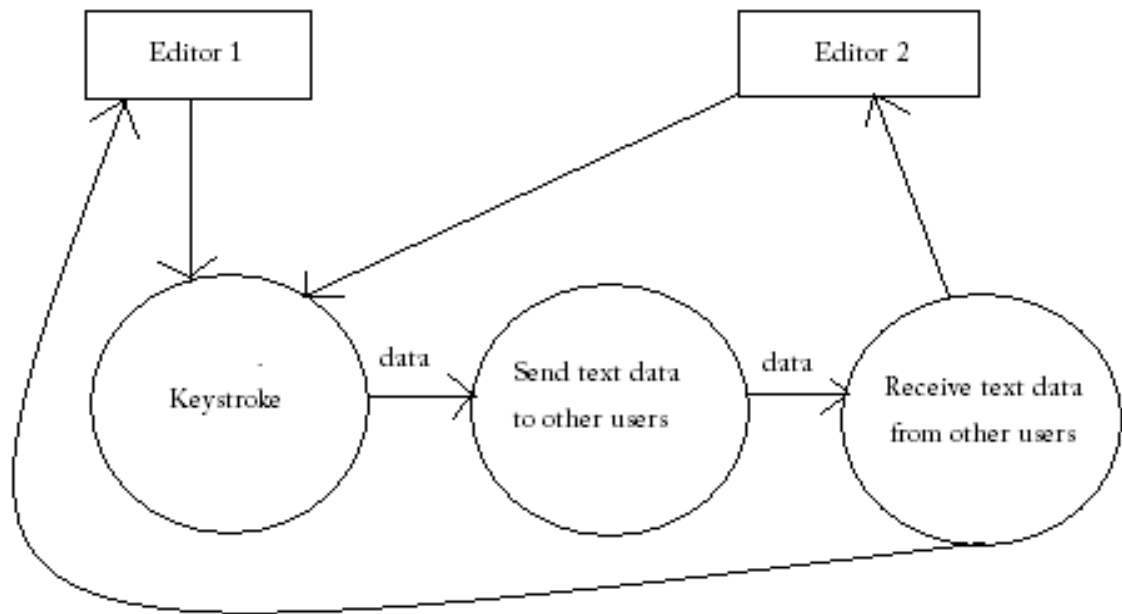 Editor 1
Editor 2
Keystroke
data
Send text data
to other users
data
Receive text data
from other users